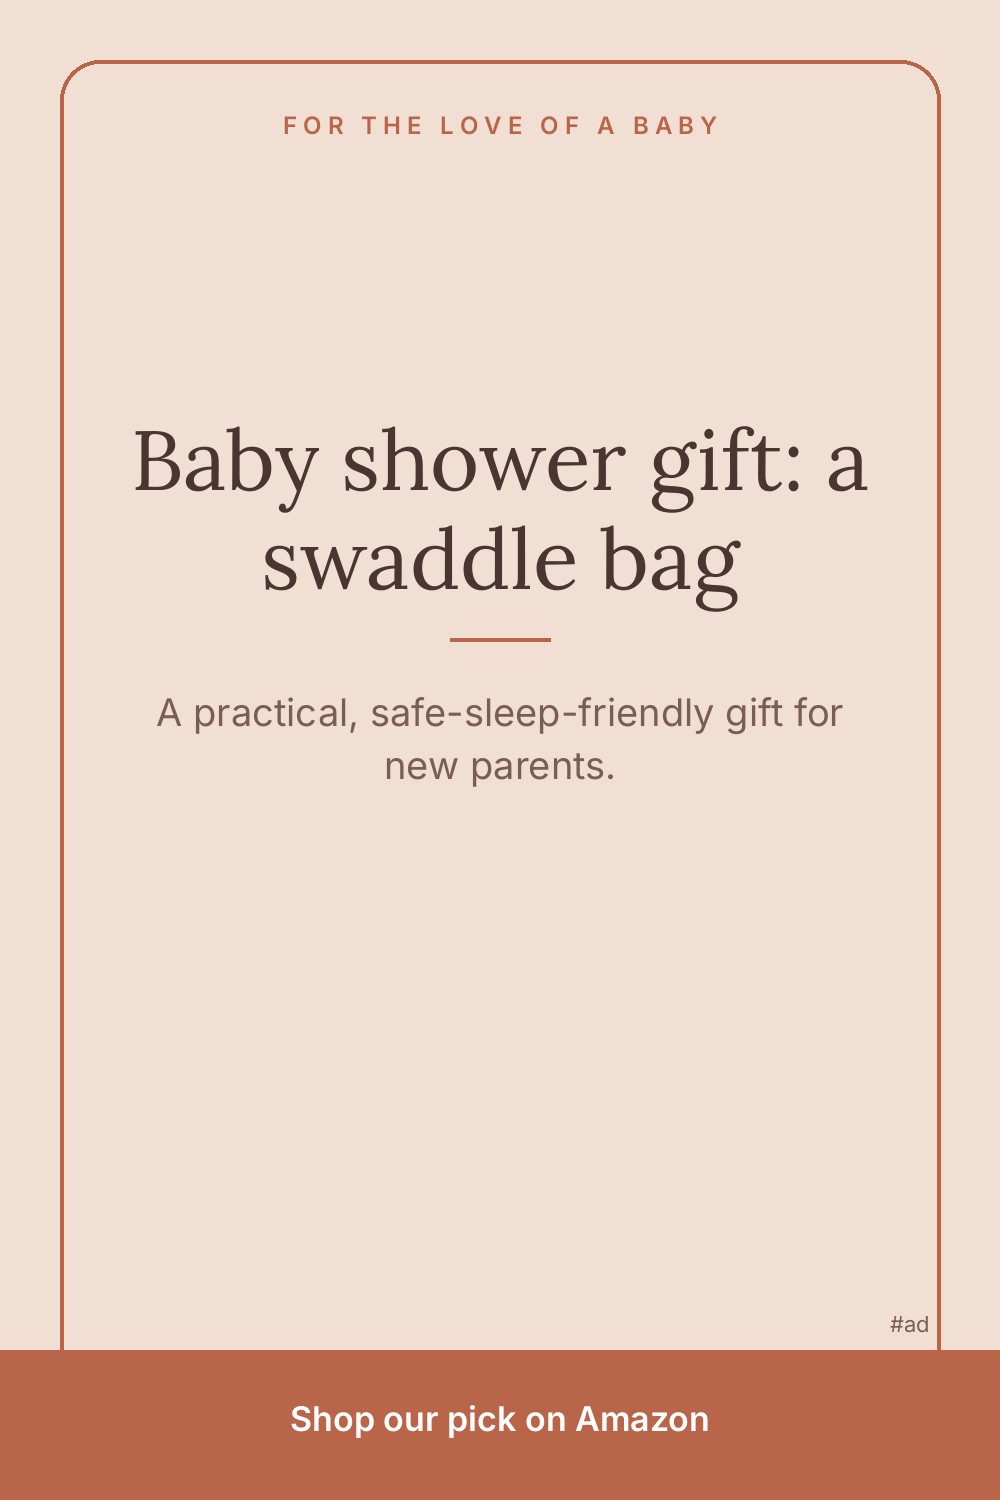 FOR THE LOVE OF A BABY
Baby shower gift: a
swaddle bag
A practical, safe-sleep-friendly gift for
new parents.
#ad
Shop our pick on Amazon